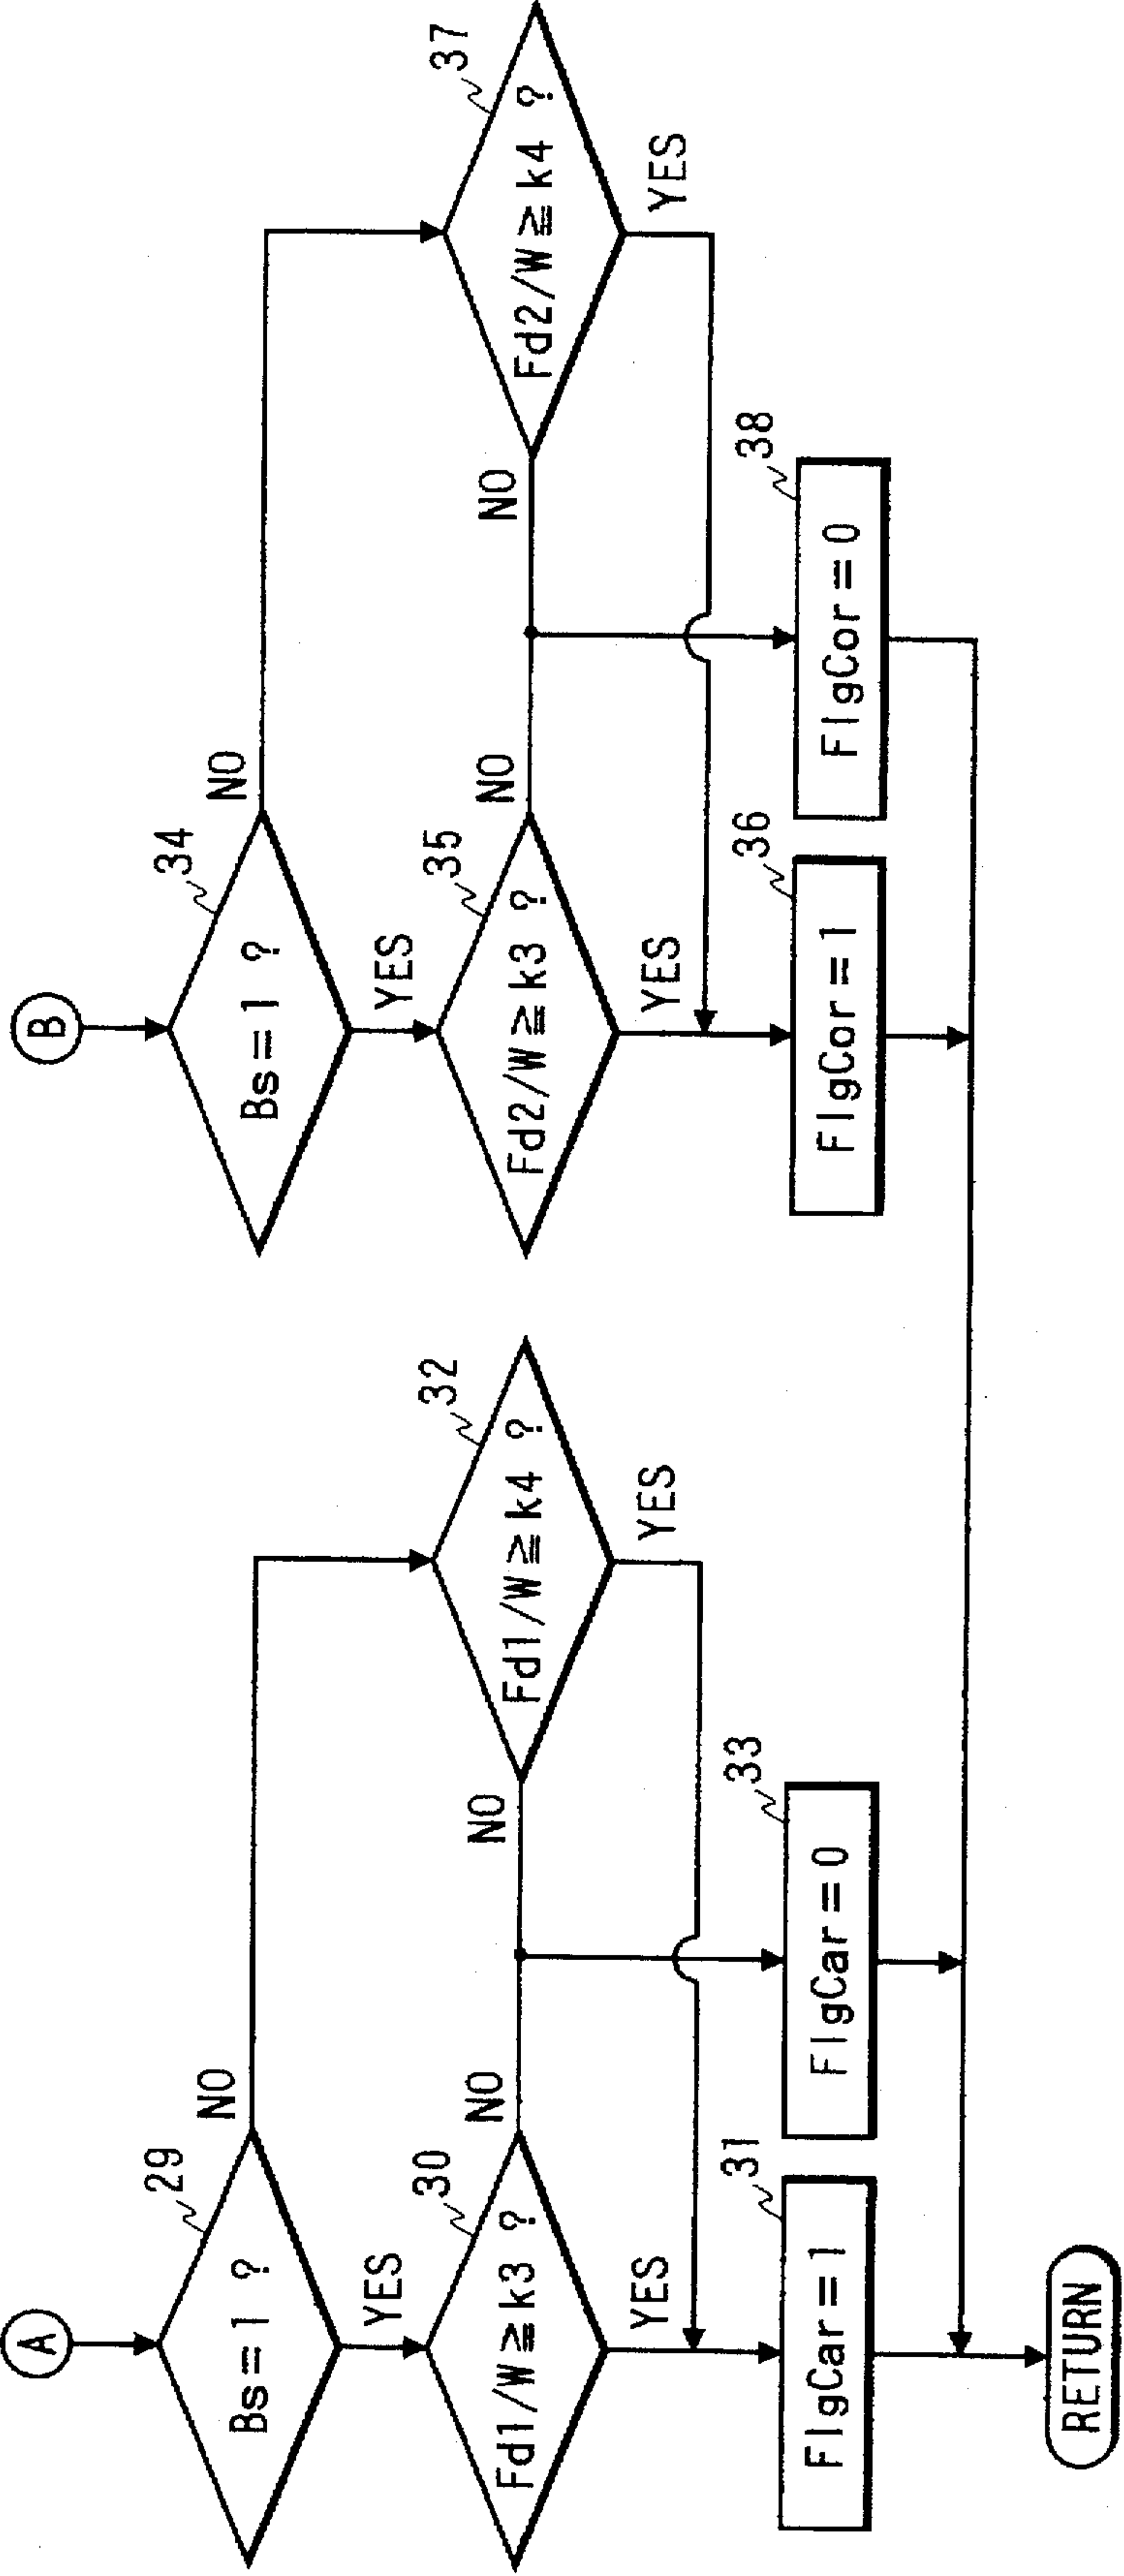 A
29
Bs=1 ?
NO
YES
30
Fd1/W≧k3 ?
NO
YES
32
Fd1/W≧k4 ?
NO
YES
31
FlgCar=1
33
FlgCar=0
B
34
Bs=1 ?
NO
YES
35
Fd2/W≧k3 ?
NO
YES
37
Fd2/W≧k4 ?
NO
YES
36
FlgCor=1
38
FlgCor=0
RETURN